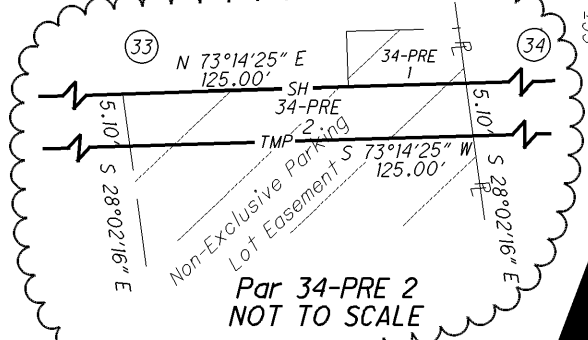 33
34
N 73°14'25" E
125.00'
34-PRE
1
PE
SH
34-PRE
2
TMP
5.10'
S 28°02'16" E
5.10'
S 28°02'16" E
S 73°14'25" W
125.00'
Non-Exclusive Parking
Lot Easement
Par 34-PRE 2
NOT TO SCALE